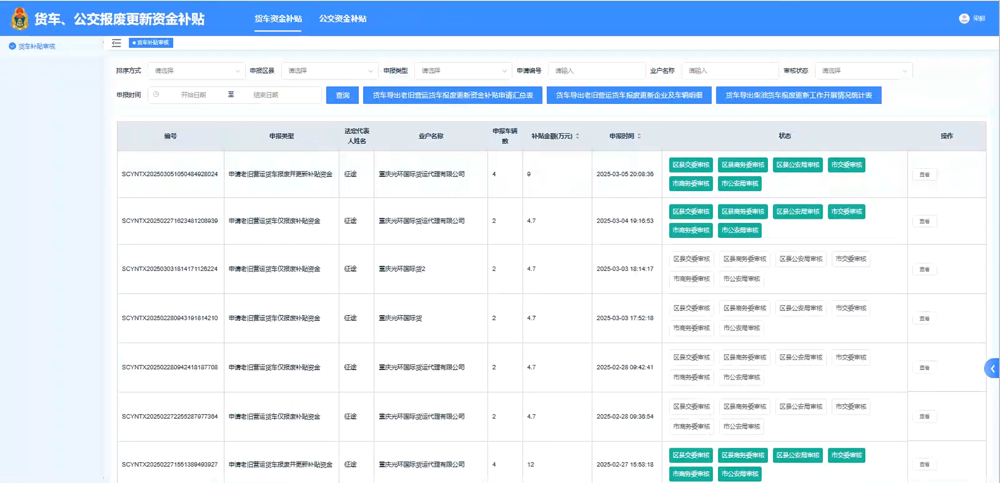 货车、公交报废更新资金补贴 货车资金补贴 公交资金补贴 梁毅
货车补贴审核 货车补贴审核
排序方式 请选择 申报区县 请选择 申报类型 请选择 申请编号 请输入 业户名称 请输入 审核状态 请选择
申报时间 开始日期 至 结束日期 查询 货车导出老旧营运货车报废更新资金补贴申请汇总表 货车导出老旧营运货车报废更新企业及车辆明细 货车导出柴油货车报废更新工作开展情况统计表
编号 申报类型 法定代表人姓名 业户名称 申报车辆数 补贴金额(万元) 申报时间 状态 操作
SCYNTX202503051050484928024 申请老旧营运货车报废并更新补贴资金 征途 重庆光环国际货运代理有限公司 4 9 2025-03-05 20:08:36 区县交委审核 区县商务委审核 区县公安局审核 市交委审核 查看
市商务委审核 市公安局审核
SCYNTX202502271623481208939 申请老旧营运货车仅报废补贴资金 征途 重庆光环国际货运代理有限公司 2 4.7 2025-03-04 19:16:53 区县交委审核 区县商务委审核 区县公安局审核 市交委审核 查看
市商务委审核 市公安局审核
SCYNTX202503031814171126224 申请老旧营运货车仅报废补贴资金 征途 重庆光环国际货2 2 4.7 2025-03-03 18:14:17 区县交委审核 区县商务委审核 区县公安局审核 市交委审核 查看
市商务委审核 市公安局审核
SCYNTX202502280943191814210 申请老旧营运货车仅报废补贴资金 征途 重庆光环国际货 2 4.7 2025-03-03 17:52:18 区县交委审核 区县商务委审核 区县公安局审核 市交委审核 查看
市商务委审核 市公安局审核
SCYNTX202502280942418187708 申请老旧营运货车仅报废补贴资金 征途 重庆光环国际货运代理有限公司 2 4.7 2025-02-28 09:42:41 区县交委审核 区县商务委审核 区县公安局审核 市交委审核 查看
市商务委审核 市公安局审核
SCYNTX202502272255287977364 申请老旧营运货车仅报废补贴资金 征途 重庆光环国际货运代理有限公司 2 4.7 2025-02-28 09:36:54 区县交委审核 区县商务委审核 区县公安局审核 市交委审核 查看
市商务委审核 市公安局审核
SCYNTX202502271551389493927 申请老旧营运货车报废并更新补贴资金 征途 重庆光环国际货运代理有限公司 4 12 2025-02-27 15:58:18 区县交委审核 区县商务委审核 区县公安局审核 市交委审核 查看
市商务委审核 市公安局审核